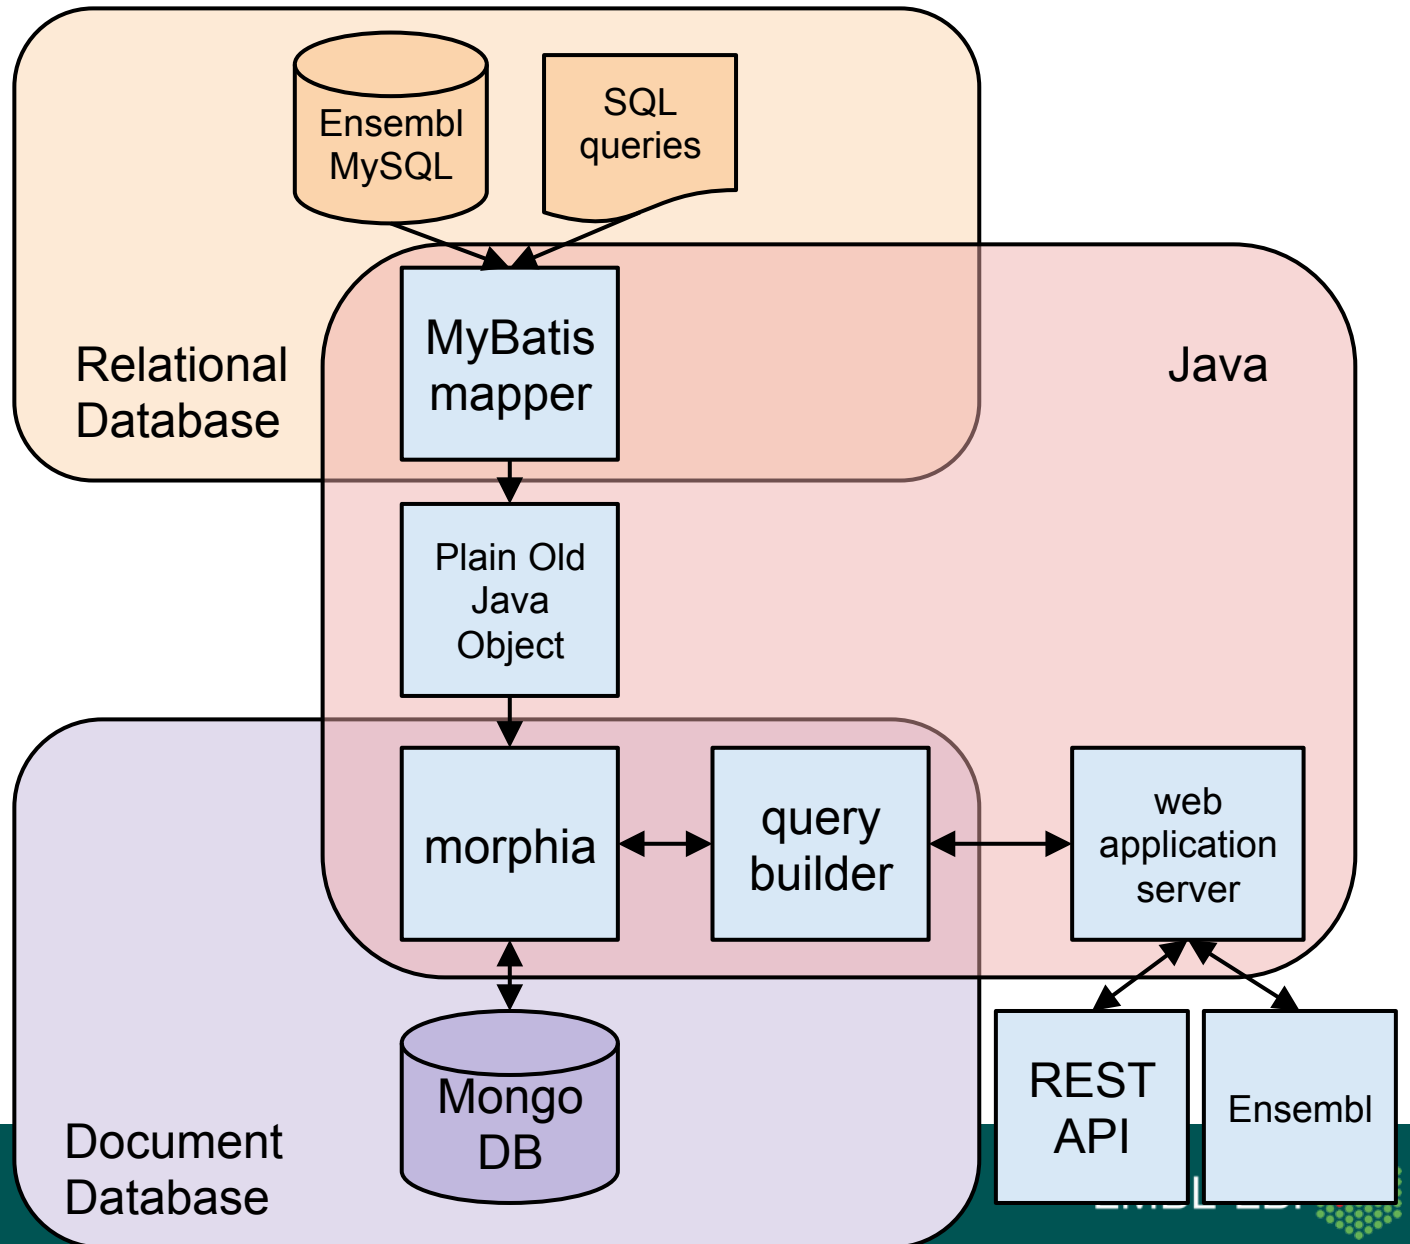 Ensembl
MySQL
SQL
queries
Relational
Database
MyBatis
mapper
Java
Plain Old
Java
Object
morphia
query
builder
web
application
server
Mongo
DB
Document
Database
REST
API
Ensembl